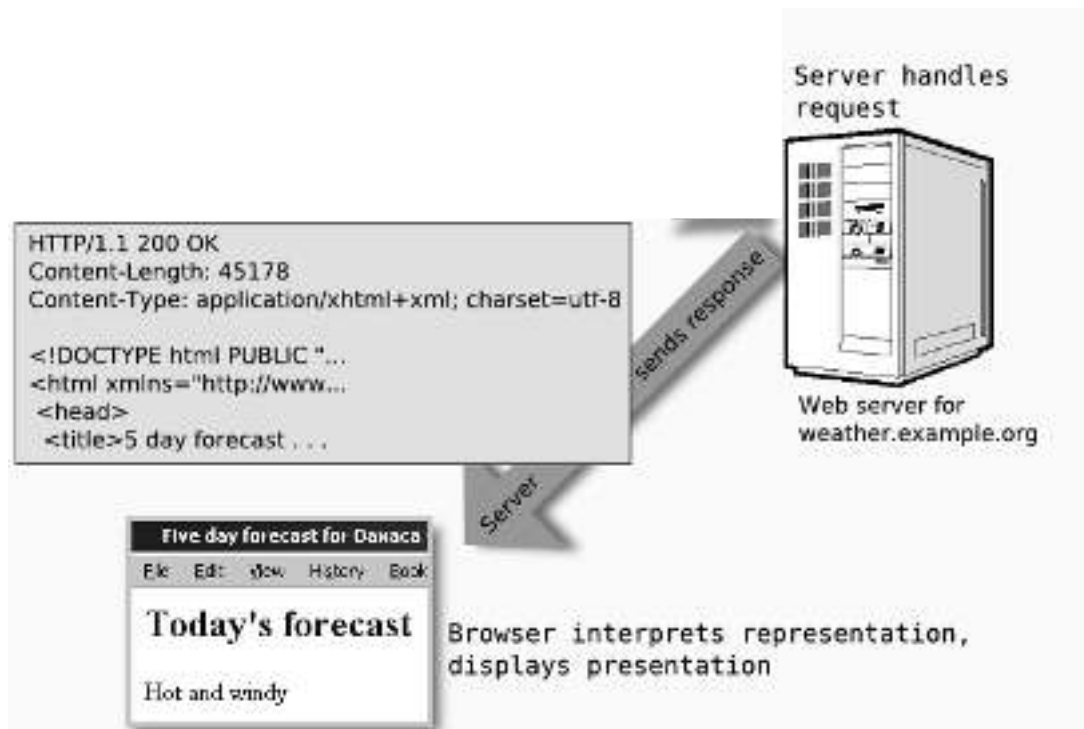 Server handles
request
HTTP/1.1 200 OK
Content-Length: 45178
Content-Type: application/xhtml+xml; charset=utf-8
<!DOCTYPE html PUBLIC "...
<html xmlns="http://www...
<head>
<title>5 day forecast . . .
Server sends response
Web server for
weather.example.org
Five day forecast for Oaxaca
File Edit View History Book
Today's forecast
Hot and windy
Browser interprets representation,
displays presentation